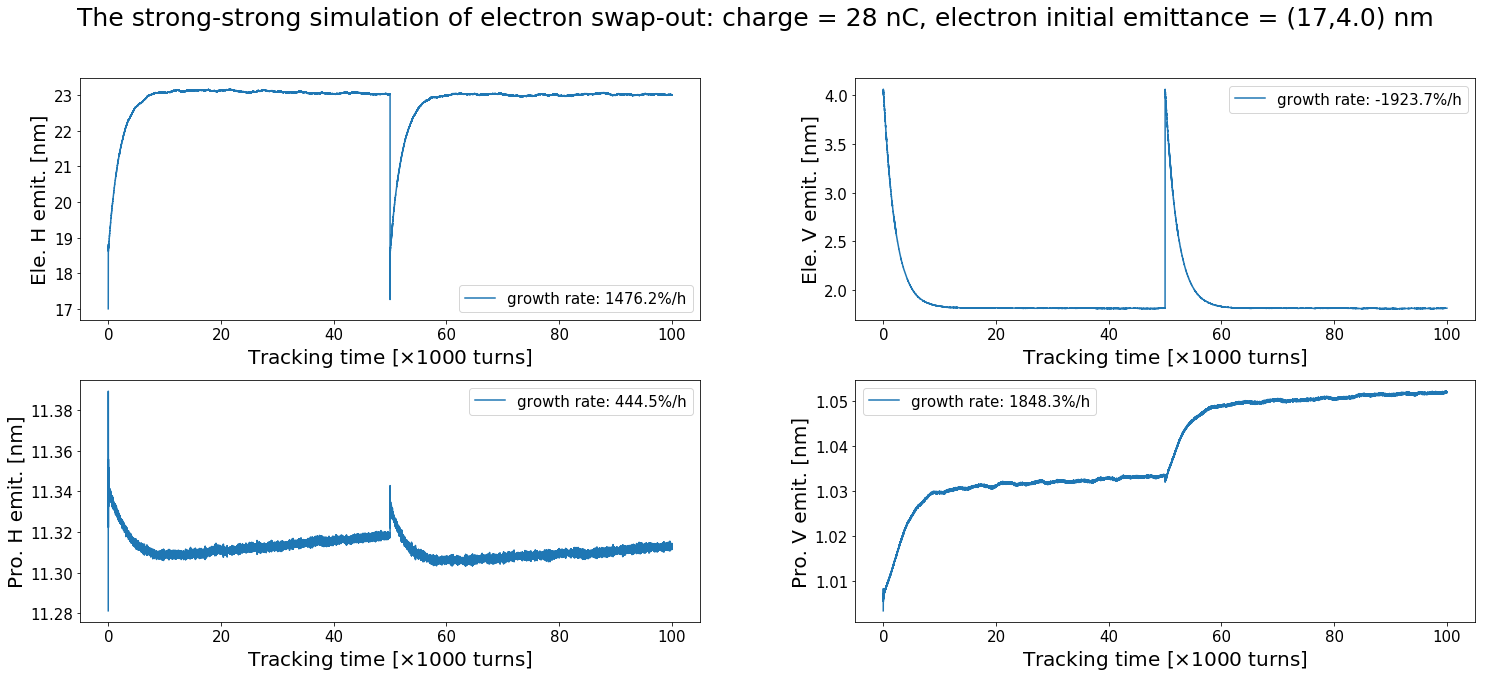 The strong-strong simulation of electron swap-out: charge = 28 nC, electron initial emittance = (17,4.0) nm
Ele. H emit. [nm]
23
22
21
20
19
18
17
growth rate: 1476.2%/h
0 20 40 60 80 100
Tracking time [×1000 turns]
Ele. V emit. [nm]
4.0
3.5
3.0
2.5
2.0
growth rate: -1923.7%/h
0 20 40 60 80 100
Tracking time [×1000 turns]
Pro. H emit. [nm]
11.38
11.36
11.34
11.32
11.30
11.28
growth rate: 444.5%/h
0 20 40 60 80 100
Tracking time [×1000 turns]
Pro. V emit. [nm]
1.05
1.04
1.03
1.02
1.01
growth rate: 1848.3%/h
0 20 40 60 80 100
Tracking time [×1000 turns]